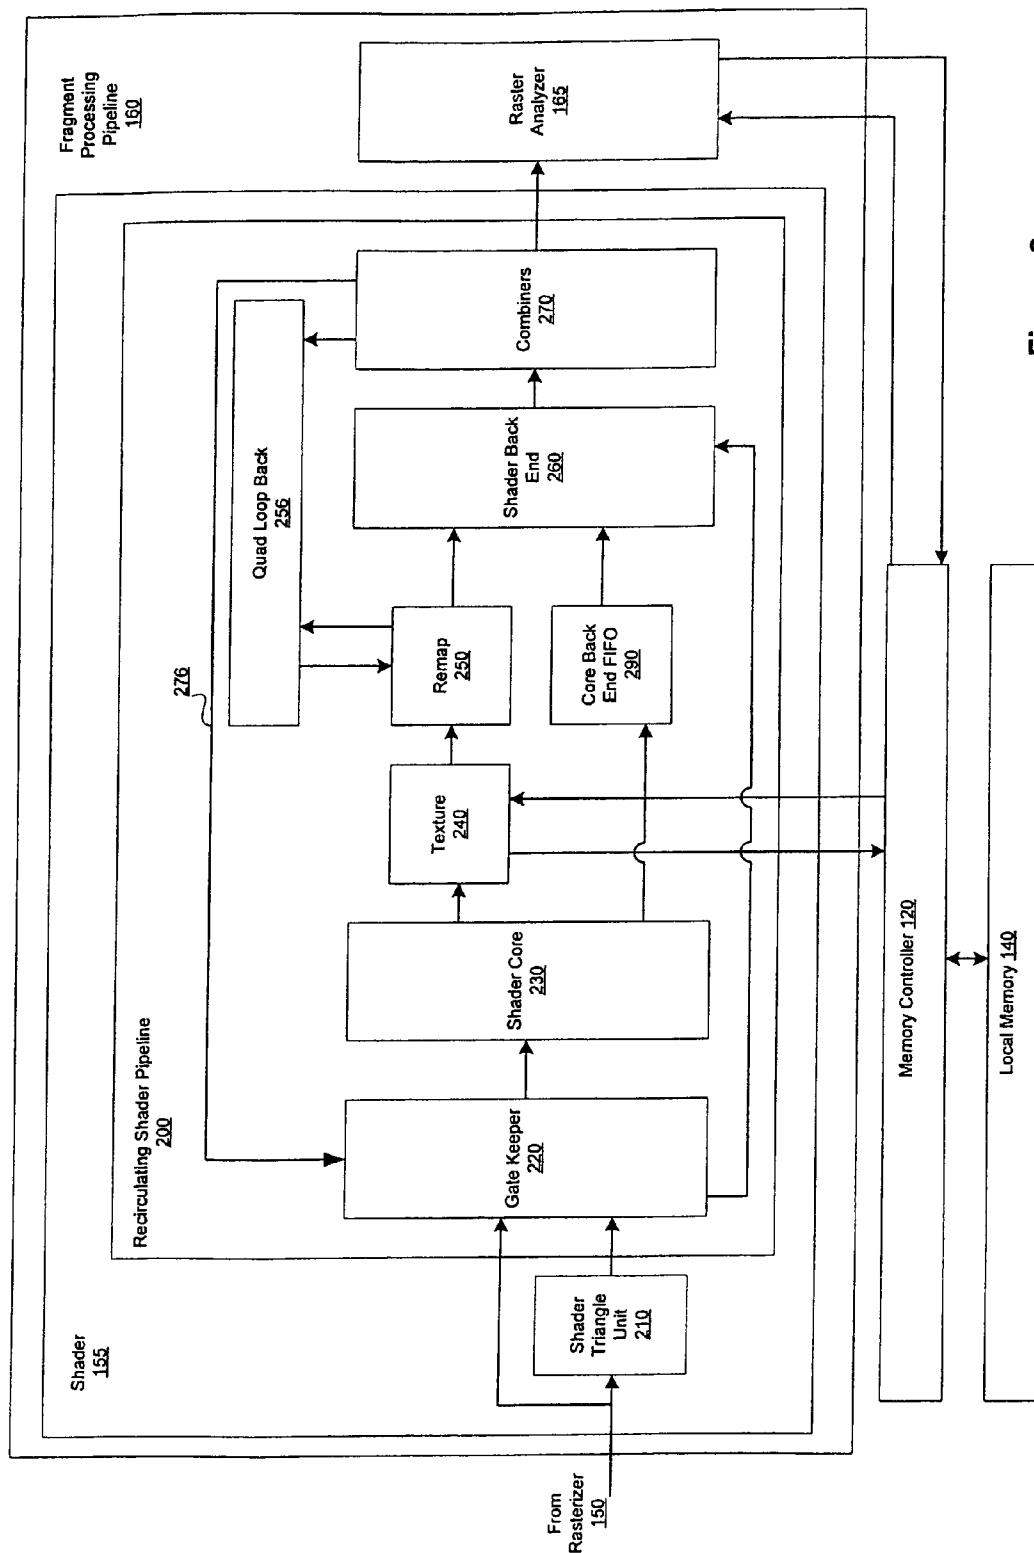 Fragment
Processing
Pipeline
160
Shader
155
Recirculating Shader Pipeline
200
276
Quad Loop Back
256
From
Rasterizer
150
Shader
Triangle
Unit
210
Gate Keeper
220
Shader Core
230
Texture
240
Remap
250
Core Back
End FIFO
290
Shader Back
End
260
Combiners
270
Raster
Analyzer
165
Memory Controller 120
Local Memory 140